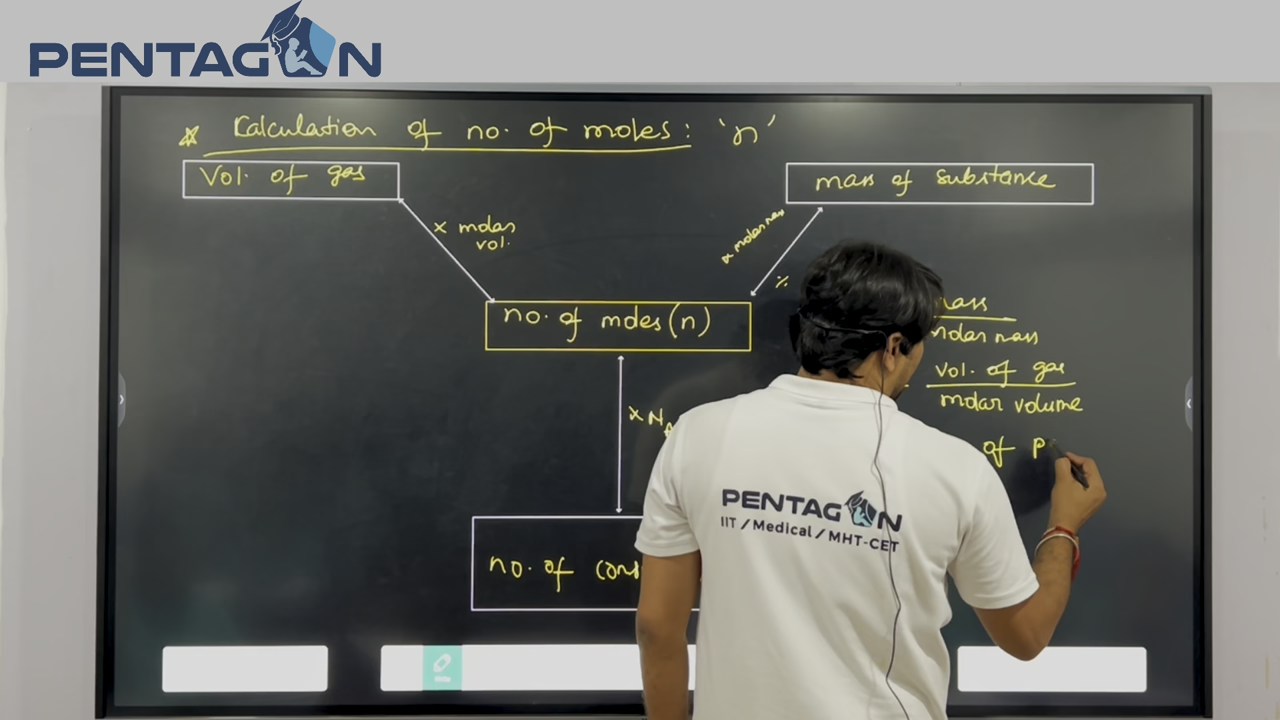 PENTAGON
Calculation of no. of moles: 'n'
Vol. of gas
mass of substance
x molar
vol.
x molar mass
no. of moles (n)
mass
molar mass
Vol. of gas
molar volume
x N
of P
no. of cons
PENTAGON
IIT / Medical / MHT-CET